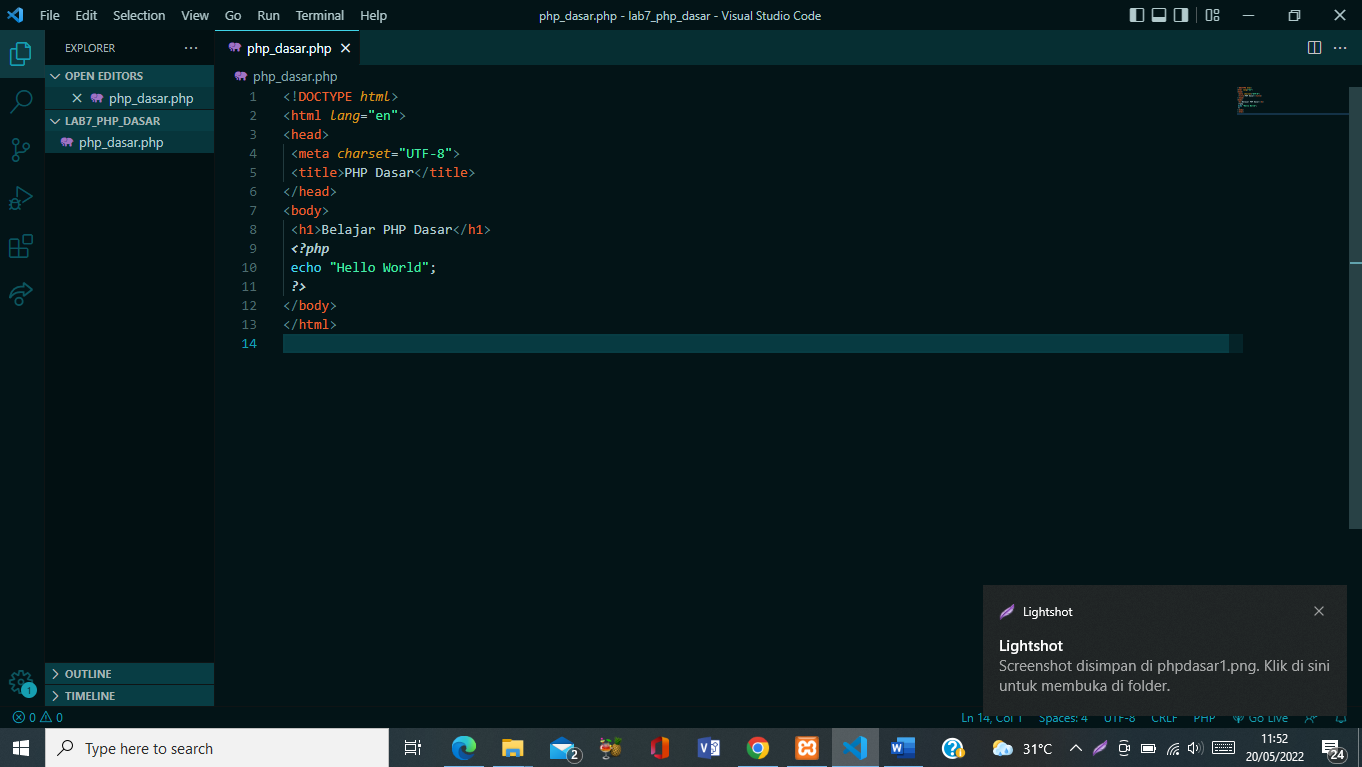 File Edit Selection View Go Run Terminal Help
php_dasar.php - lab7_php_dasar - Visual Studio Code
EXPLORER
OPEN EDITORS
php_dasar.php
LAB7_PHP_DASAR
php_dasar.php
OUTLINE
TIMELINE
php_dasar.php
php_dasar.php
1 <!DOCTYPE html>
2 <html lang="en">
3 <head>
4 <meta charset="UTF-8">
5 <title>PHP Dasar</title>
6 </head>
7 <body>
8 <h1>Belajar PHP Dasar</h1>
9 <?php
10 echo "Hello World";
11 ?>
12 </body>
13 </html>
14
Lightshot
Lightshot
Screenshot disimpan di phpdasar1.png. Klik di sini
untuk membuka di folder.
1
0 0
Ln 14, Col 1 Spaces: 4 UTF-8 CRLF PHP Go Live
Type here to search
2
31°C
11:52
20/05/2022
24